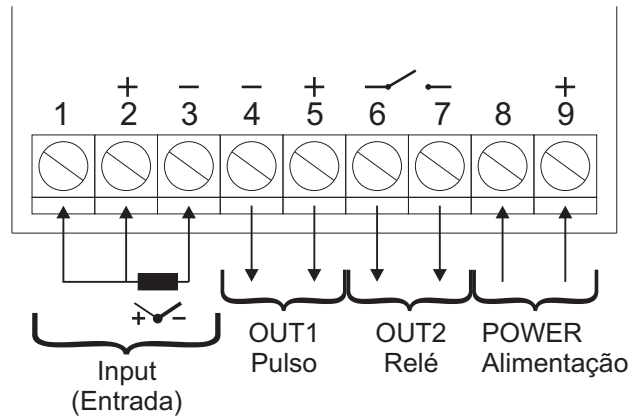 + − − + +
1 2 3 4 5 6 7 8 9
+ −
OUT1 OUT2 POWER
Pulso Relé Alimentação
Input
(Entrada)